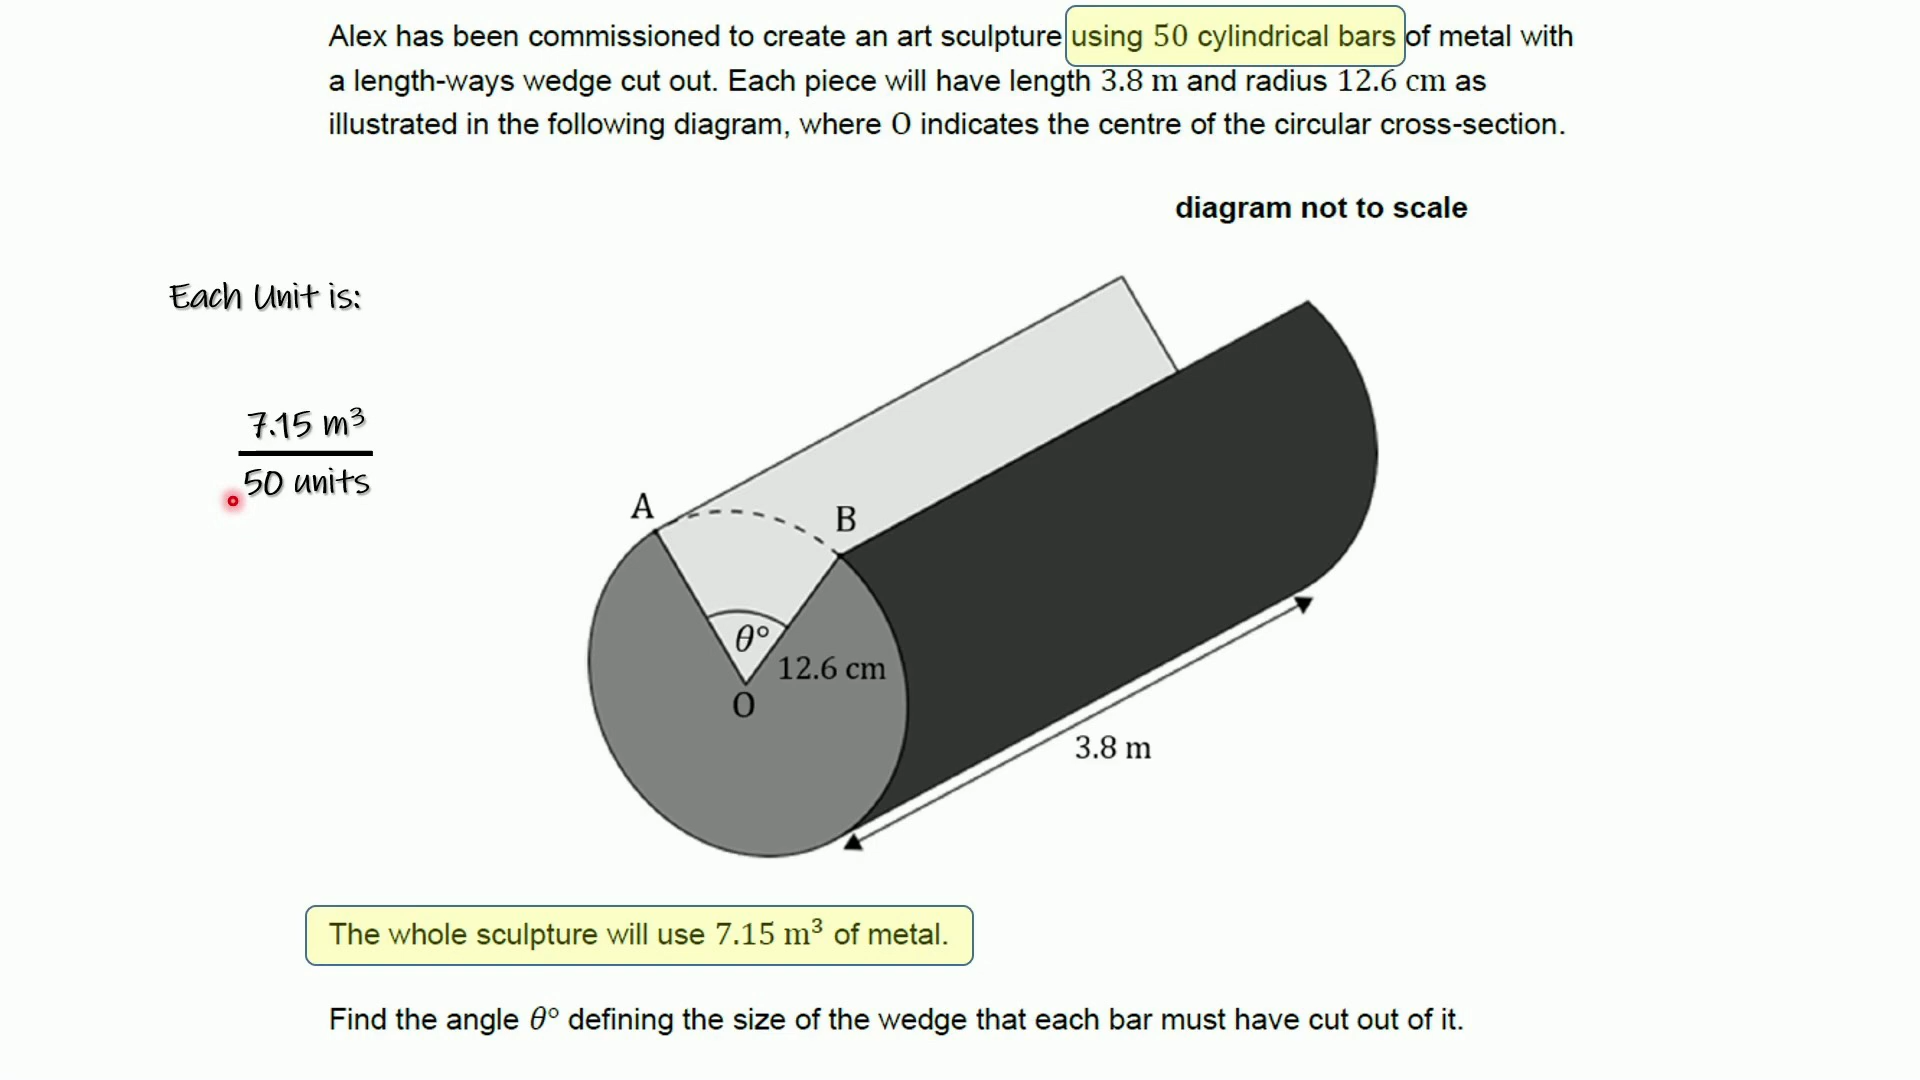 Alex has been commissioned to create an art sculpture using 50 cylindrical bars of metal with
a length-ways wedge cut out. Each piece will have length 3.8 m and radius 12.6 cm as
illustrated in the following diagram, where O indicates the centre of the circular cross-section.
diagram not to scale
Each Unit is:
7.15 m³
50 units
A
B
θ°
12.6 cm
O
3.8 m
The whole sculpture will use 7.15 m³ of metal.
Find the angle θ° defining the size of the wedge that each bar must have cut out of it.